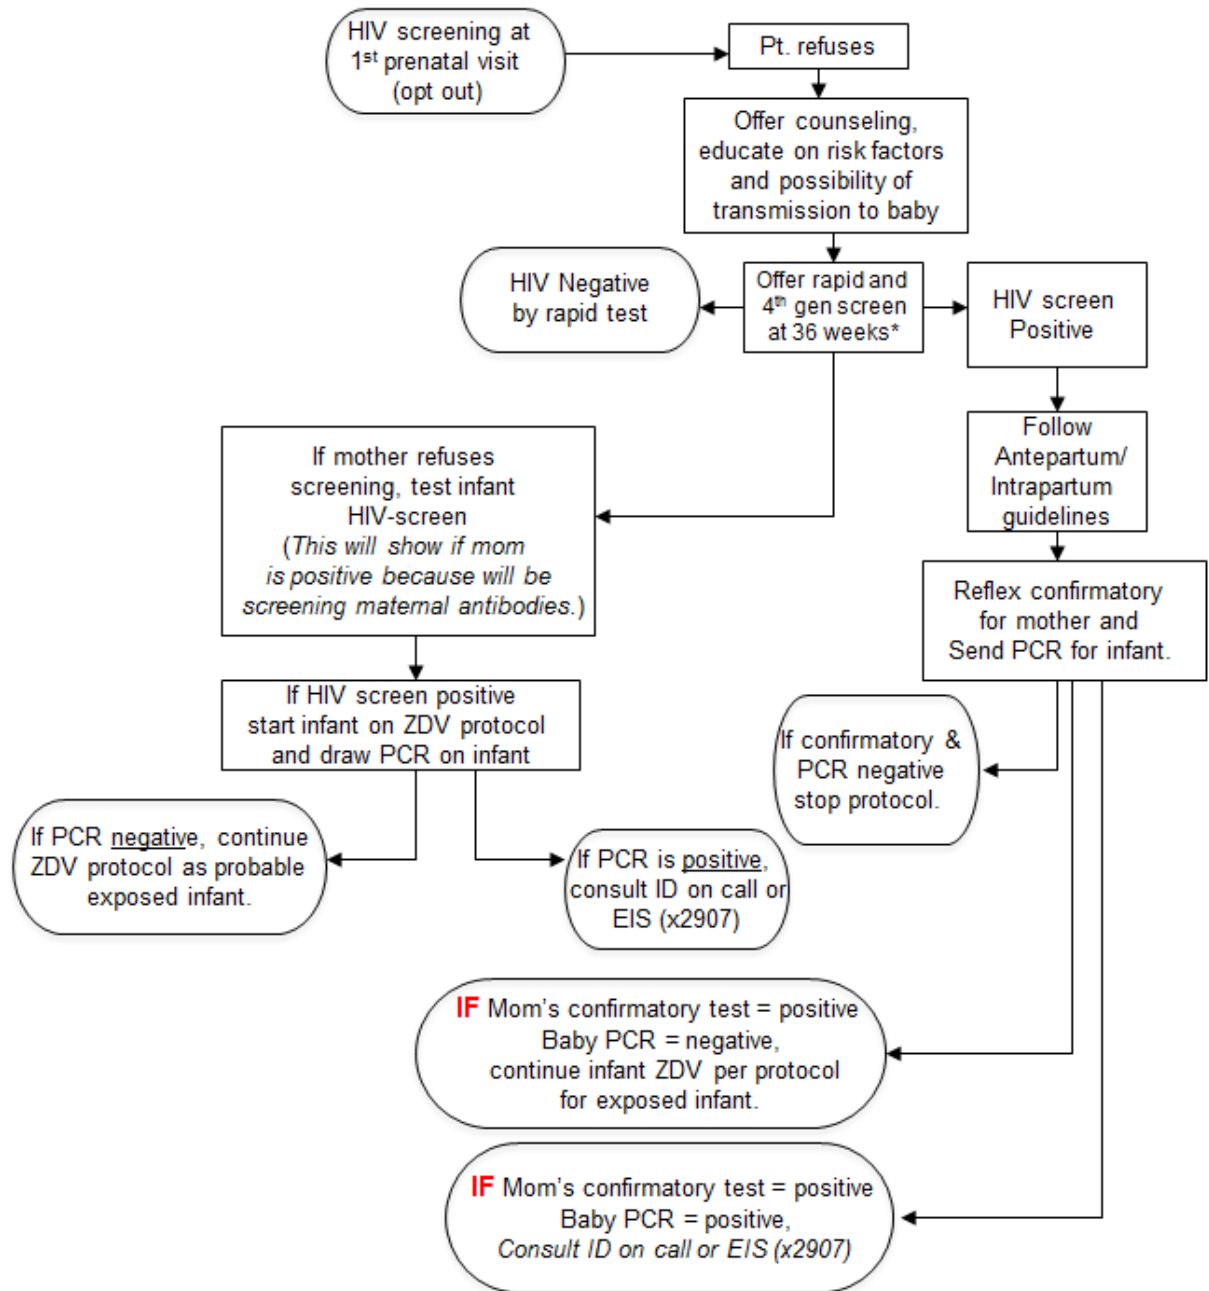 HIV screening at
1st prenatal visit
(opt out)
Pt. refuses
Offer counseling,
educate on risk factors
and possibility of
transmission to baby
HIV Negative
by rapid test
Offer rapid and
4th gen screen
at 36 weeks*
HIV screen
Positive
Follow
Antepartum/
Intrapartum
guidelines
If mother refuses
screening, test infant
HIV-screen
(This will show if mom
is positive because will be
screening maternal antibodies.)
Reflex confirmatory
for mother and
Send PCR for infant.
If HIV screen positive
start infant on ZDV protocol
and draw PCR on infant
If confirmatory &
PCR negative
stop protocol.
If PCR negative, continue
ZDV protocol as probable
exposed infant.
If PCR is positive,
consult ID on call or
EIS (x2907)
IF Mom's confirmatory test = positive
Baby PCR = negative,
continue infant ZDV per protocol
for exposed infant.
IF Mom's confirmatory test = positive
Baby PCR = positive,
Consult ID on call or EIS (x2907)